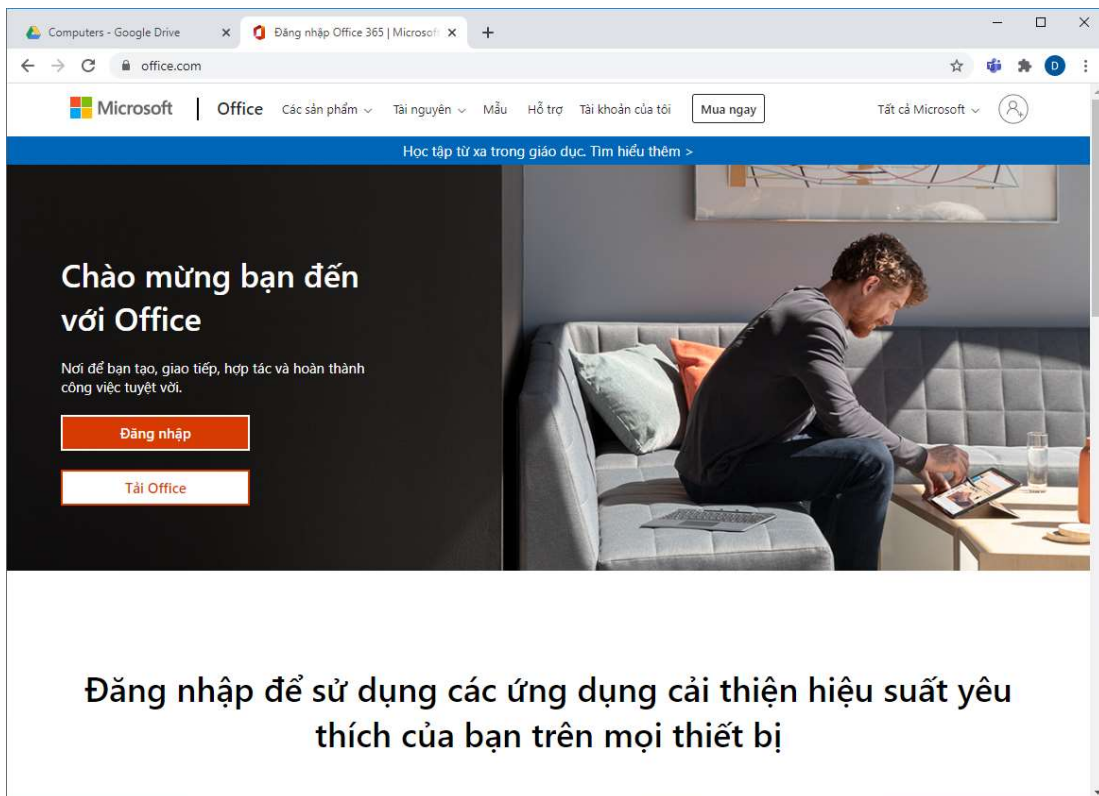 Computers - Google Drive
Đăng nhập Office 365 | Microsof
office.com
D
Microsoft | Office Các sản phẩm Tài nguyên Mẫu Hỗ trợ Tài khoản của tôi Mua ngay Tất cả Microsoft
Học tập từ xa trong giáo dục. Tìm hiểu thêm >
Chào mừng bạn đến
với Office
Nơi để bạn tạo, giao tiếp, hợp tác và hoàn thành
công việc tuyệt vời.
Đăng nhập
Tải Office
Đăng nhập để sử dụng các ứng dụng cải thiện hiệu suất yêu
thích của bạn trên mọi thiết bị